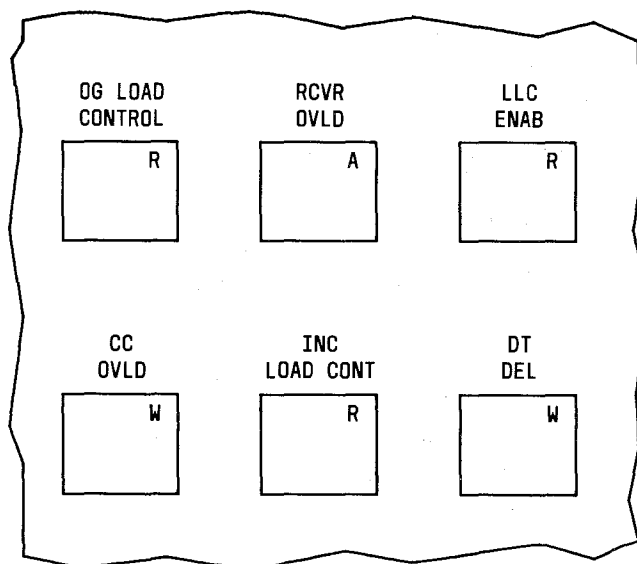 OG LOAD
CONTROL
R
RCVR
OVLD
A
LLC
ENAB
R
CC
OVLD
W
INC
LOAD CONT
R
DT
DEL
W